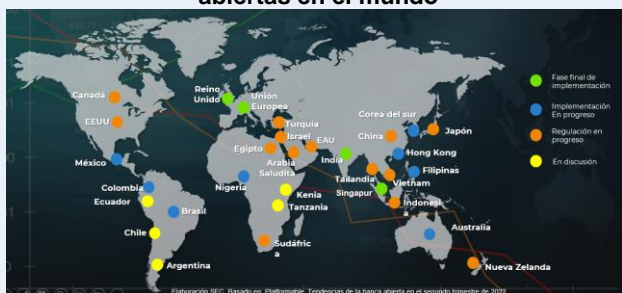 abiertas en el mundo
Canadá
EEUU
México
Colombia
Ecuador
Brasil
Chile
Argentina
Reino
Unido
Unión
Europea
Turquía
Israel
Egipto
EAU
Arabia
Saudita
Nigeria
Kenia
Tanzania
Sudáfric
a
India
Corea del sur
China
Japón
Hong Kong
Filipinas
Tailandia
Vietnam
Singapur
Indonesi
a
Australia
Nueva Zelanda
Fase final de
implementación
Implementación
En progreso
Regulación en
progreso
En discusión
Elaboración SFC. Basado en: Platformable. Tendencias de la banca abierta en el segundo trimestre de 2022